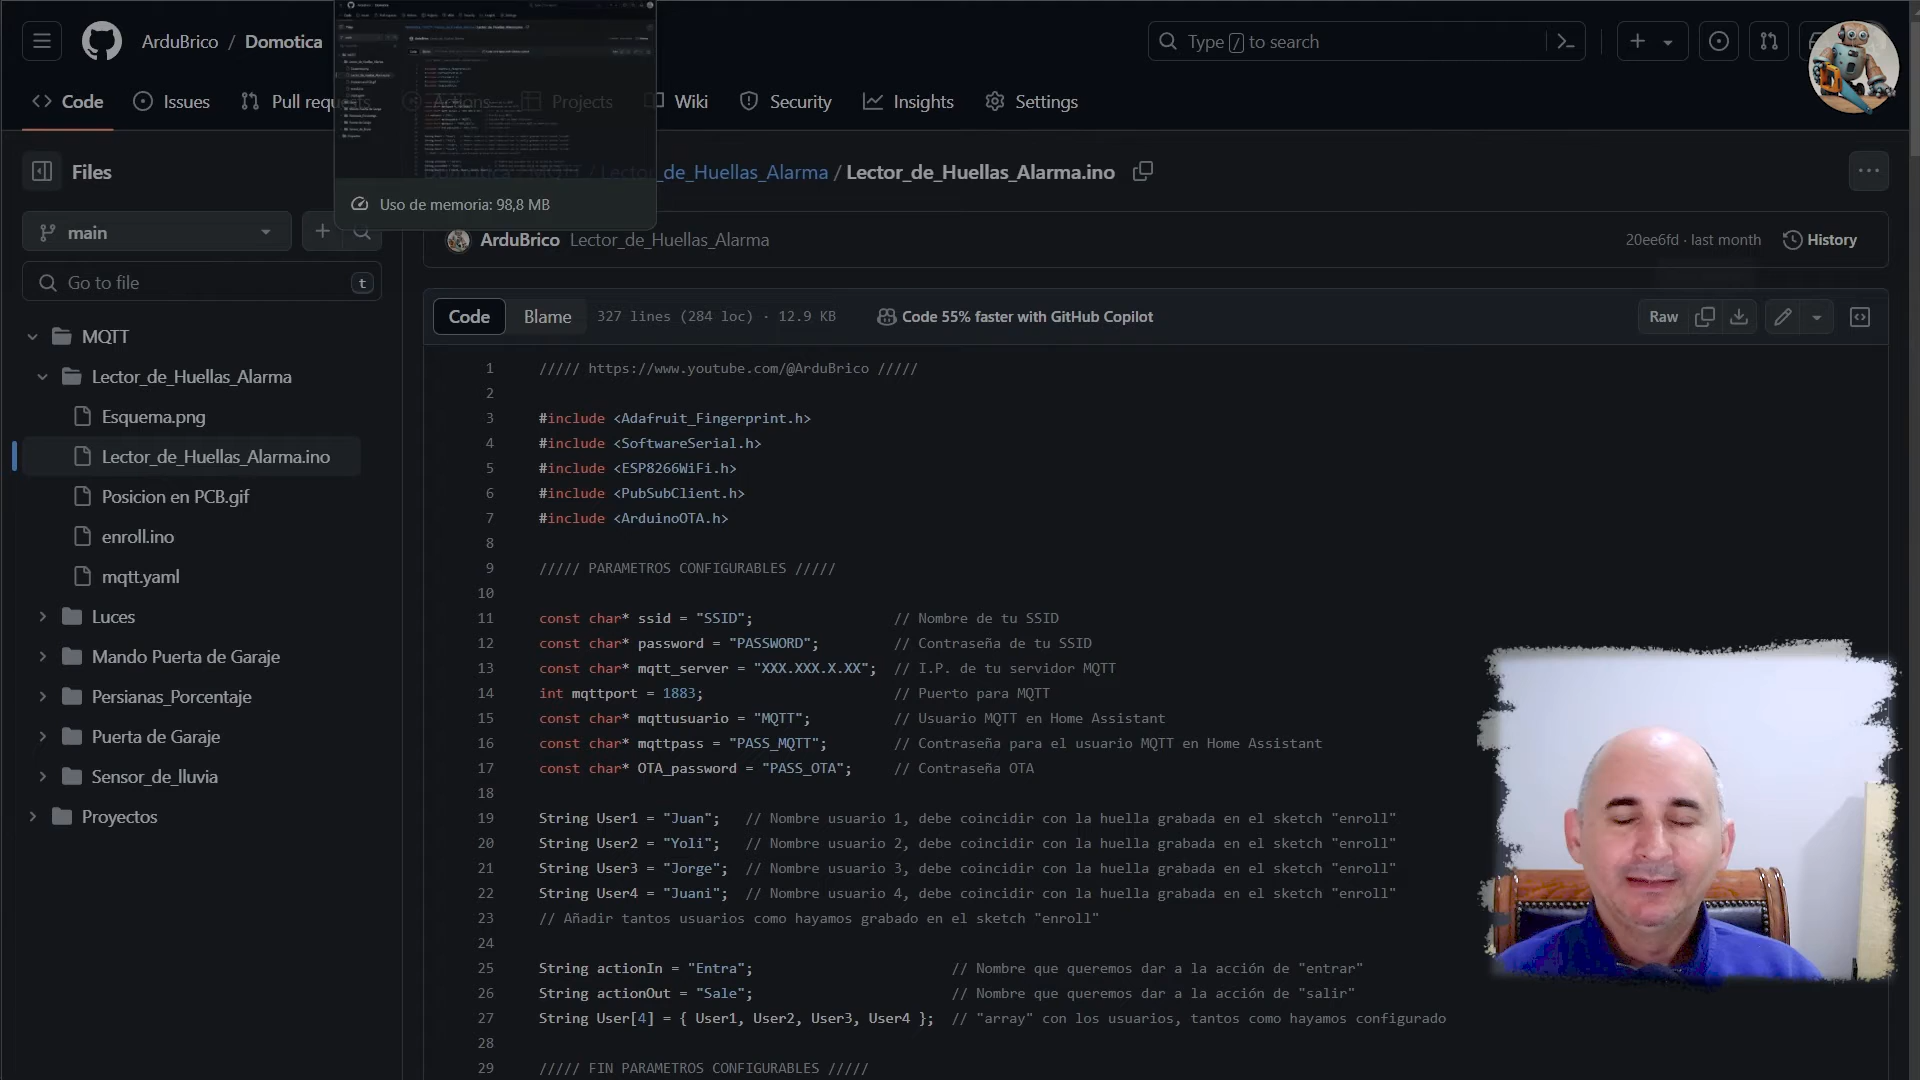 ArduBrico / Domotica
Type / to search
Code
Issues
Pull requests
Actions
Projects
Wiki
Security
Insights
Settings
Files
Domotica / MQTT / Lector_de_Huellas_Alarma / Lector_de_Huellas_Alarma.ino
Uso de memoria: 98,8 MB
main
ArduBrico Lector_de_Huellas_Alarma
20ee6fd · last month
History
Go to file
t
Code
Blame
327 lines (284 loc) · 12.9 KB
Code 55% faster with GitHub Copilot
Raw
MQTT
Lector_de_Huellas_Alarma
Esquema.png
Lector_de_Huellas_Alarma.ino
Posicion en PCB.gif
enroll.ino
mqtt.yaml
Luces
Mando Puerta de Garaje
Persianas_Porcentaje
Puerta de Garaje
Sensor_de_lluvia
Proyectos
1 ///// https://www.youtube.com/@ArduBrico /////
2
3 #include <Adafruit_Fingerprint.h>
4 #include <SoftwareSerial.h>
5 #include <ESP8266WiFi.h>
6 #include <PubSubClient.h>
7 #include <ArduinoOTA.h>
8
9 ///// PARAMETROS CONFIGURABLES /////
10
11 const char* ssid = "SSID"; // Nombre de tu SSID
12 const char* password = "PASSWORD"; // Contraseña de tu SSID
13 const char* mqtt_server = "XXX.XXX.X.XX"; // I.P. de tu servidor MQTT
14 int mqttport = 1883; // Puerto para MQTT
15 const char* mqttusuario = "MQTT"; // Usuario MQTT en Home Assistant
16 const char* mqttpass = "PASS_MQTT"; // Contraseña para el usuario MQTT en Home Assistant
17 const char* OTA_password = "PASS_OTA"; // Contraseña OTA
18
19 String User1 = "Juan"; // Nombre usuario 1, debe coincidir con la huella grabada en el sketch "enroll"
20 String User2 = "Yoli"; // Nombre usuario 2, debe coincidir con la huella grabada en el sketch "enroll"
21 String User3 = "Jorge"; // Nombre usuario 3, debe coincidir con la huella grabada en el sketch "enroll"
22 String User4 = "Juani"; // Nombre usuario 4, debe coincidir con la huella grabada en el sketch "enroll"
23 // Añadir tantos usuarios como hayamos grabado en el sketch "enroll"
24
25 String actionIn = "Entra"; // Nombre que queremos dar a la acción de "entrar"
26 String actionOut = "Sale"; // Nombre que queremos dar a la acción de "salir"
27 String User[4] = { User1, User2, User3, User4 }; // "array" con los usuarios, tantos como hayamos configurado
28
29 ///// FIN PARAMETROS CONFIGURABLES /////